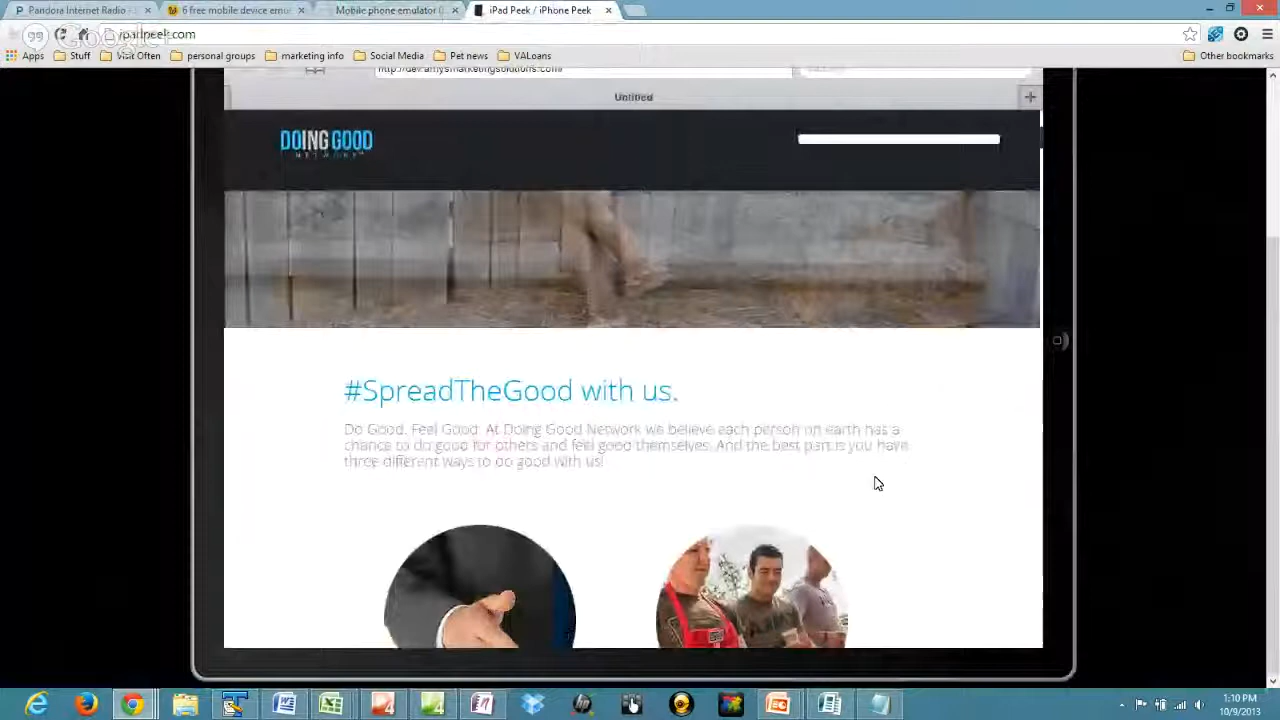 Pandora Internet Radio -
6 free mobile device emu
Mobile phone emulator
iPad Peek / iPhone Peek
ipadpeek.com
Apps Stuff Visit Often personal groups marketing info Social Media Pet news VALoans Other bookmarks
http://dev.amysmarketingsolutions.com/
Untitled
DOING GOOD
NETWORK
#SpreadTheGood with us.
Do Good. Feel Good. At Doing Good Network we believe each person on earth has a
chance to do good for others and feel good themselves. And the best part is you have
three different ways to do good with us!
1:10 PM
10/9/2013